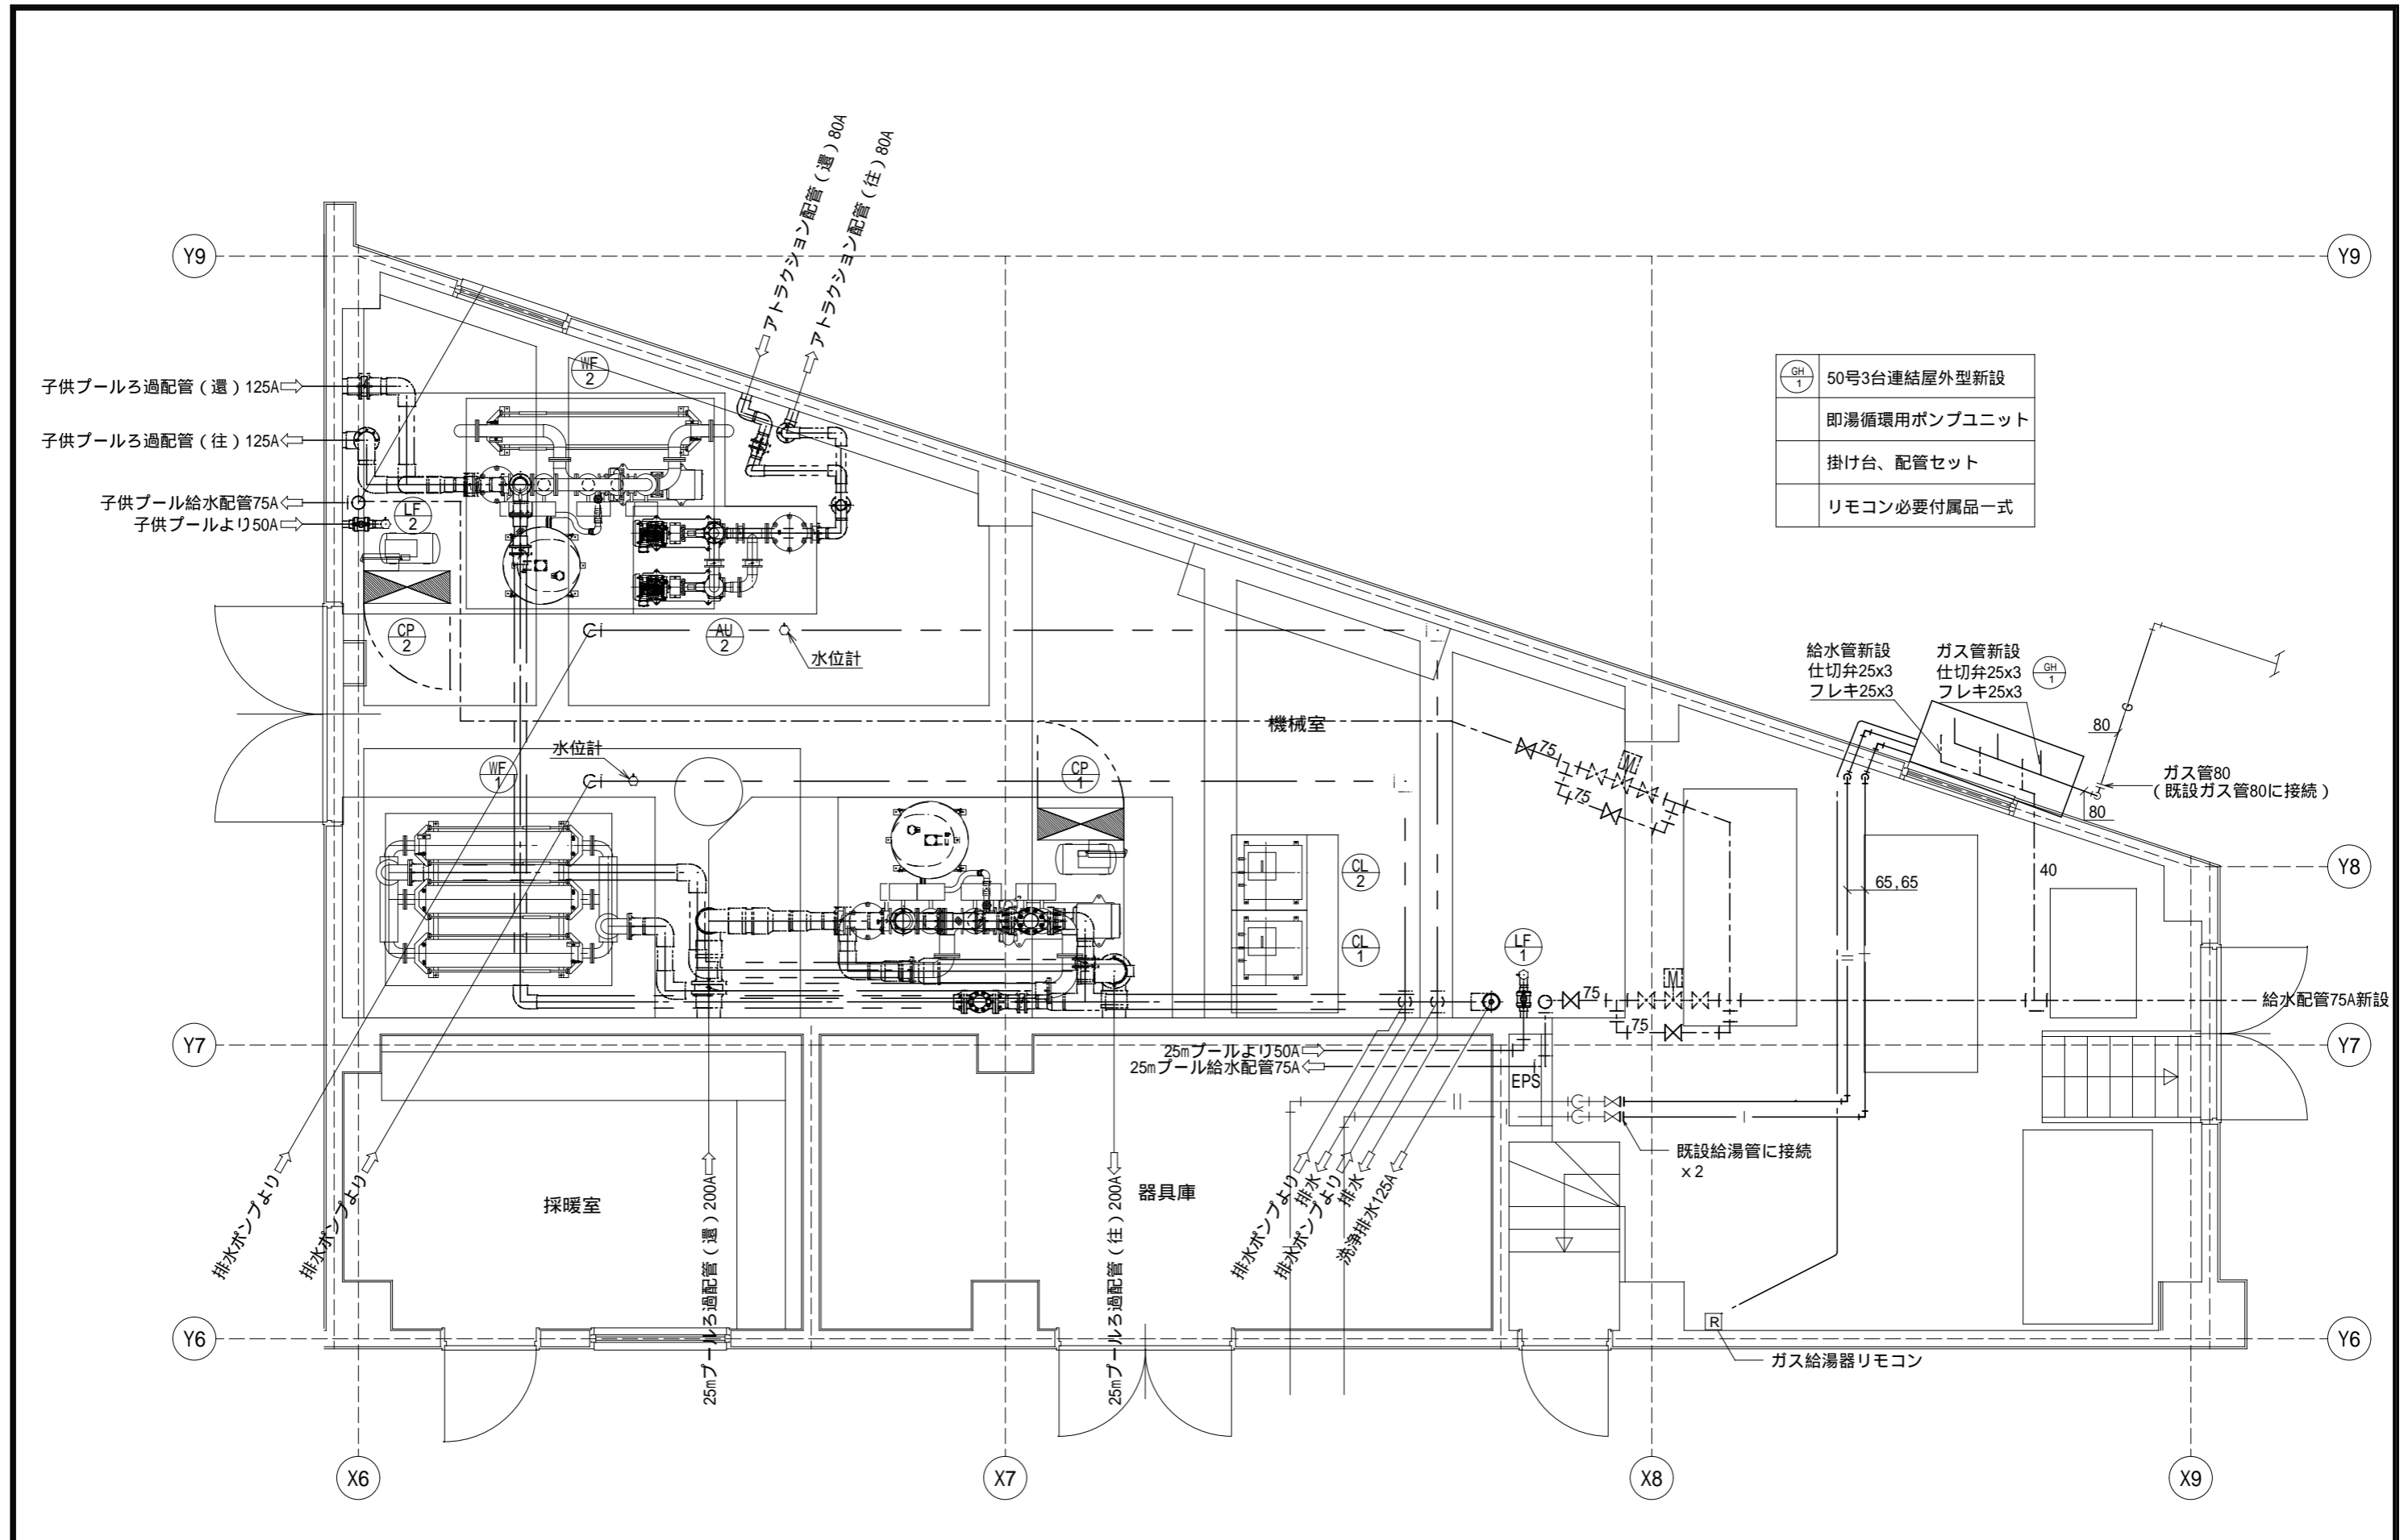 アトラクション配管（還）80A
アトラクション配管（往）80A
Y9
Y9
子供プールろ過配管（還）125A
子供プールろ過配管（往）125A
子供プール給水配管75A
子供プールより50A
WF
2
LF
2
CP
2
AU
2
水位計
GH
1
50号3台連結屋外型新設
即湯循環用ポンプユニット
掛け台、配管セット
リモコン必要付属品一式
給水管新設
仕切弁25x3
フレキ25x3
ガス管新設
仕切弁25x3
フレキ25x3
GH
1
80
80
ガス管80
（既設ガス管80に接続）
機械室
水位計
WF
1
CP
1
75
M
75
CL
2
CL
1
LF
1
65,65
40
Y8
75
M
75
給水配管75A新設
Y7
Y7
25mプールより50A
25mプール給水配管75A
EPS
既設給湯管に接続
x2
排水ポンプより
排水ポンプより
採暖室
25mプールろ過配管（還）200A
25mプールろ過配管（往）200A
器具庫
排水ポンプより
排水
排水ポンプより
排水
洗浄排水125A
R
ガス給湯器リモコン
Y6
Y6
X6
X7
X8
X9